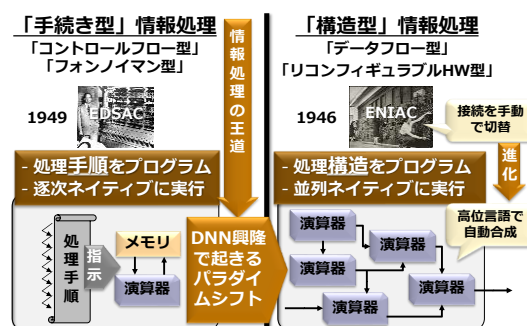 「手続き型」情報処理
「コントロールフロー型」
「フォンノイマン型」
1949
EDSAC
- 処理手順をプログラム
- 逐次ネイティブに実行
処理手順
指示
メモリ
演算器
情報処理の王道
DNN興隆
で起きる
パラダイ
ムシフト
「構造型」情報処理
「データフロー型」
「リコンフィギュラブルHW型」
1946
ENIAC
接続を手動
で切替
- 処理構造をプログラム
- 並列ネイティブに実行
進化
高位言語で
自動合成
演算器
演算器
演算器
演算器
演算器